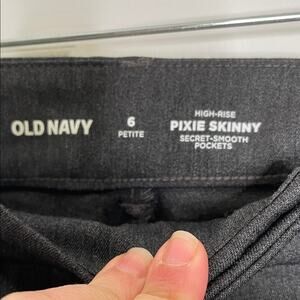 OLD NAVY
6
PETITE
HIGH-RISE
PIXIE SKINNY
SECRET-SMOOTH
POCKETS